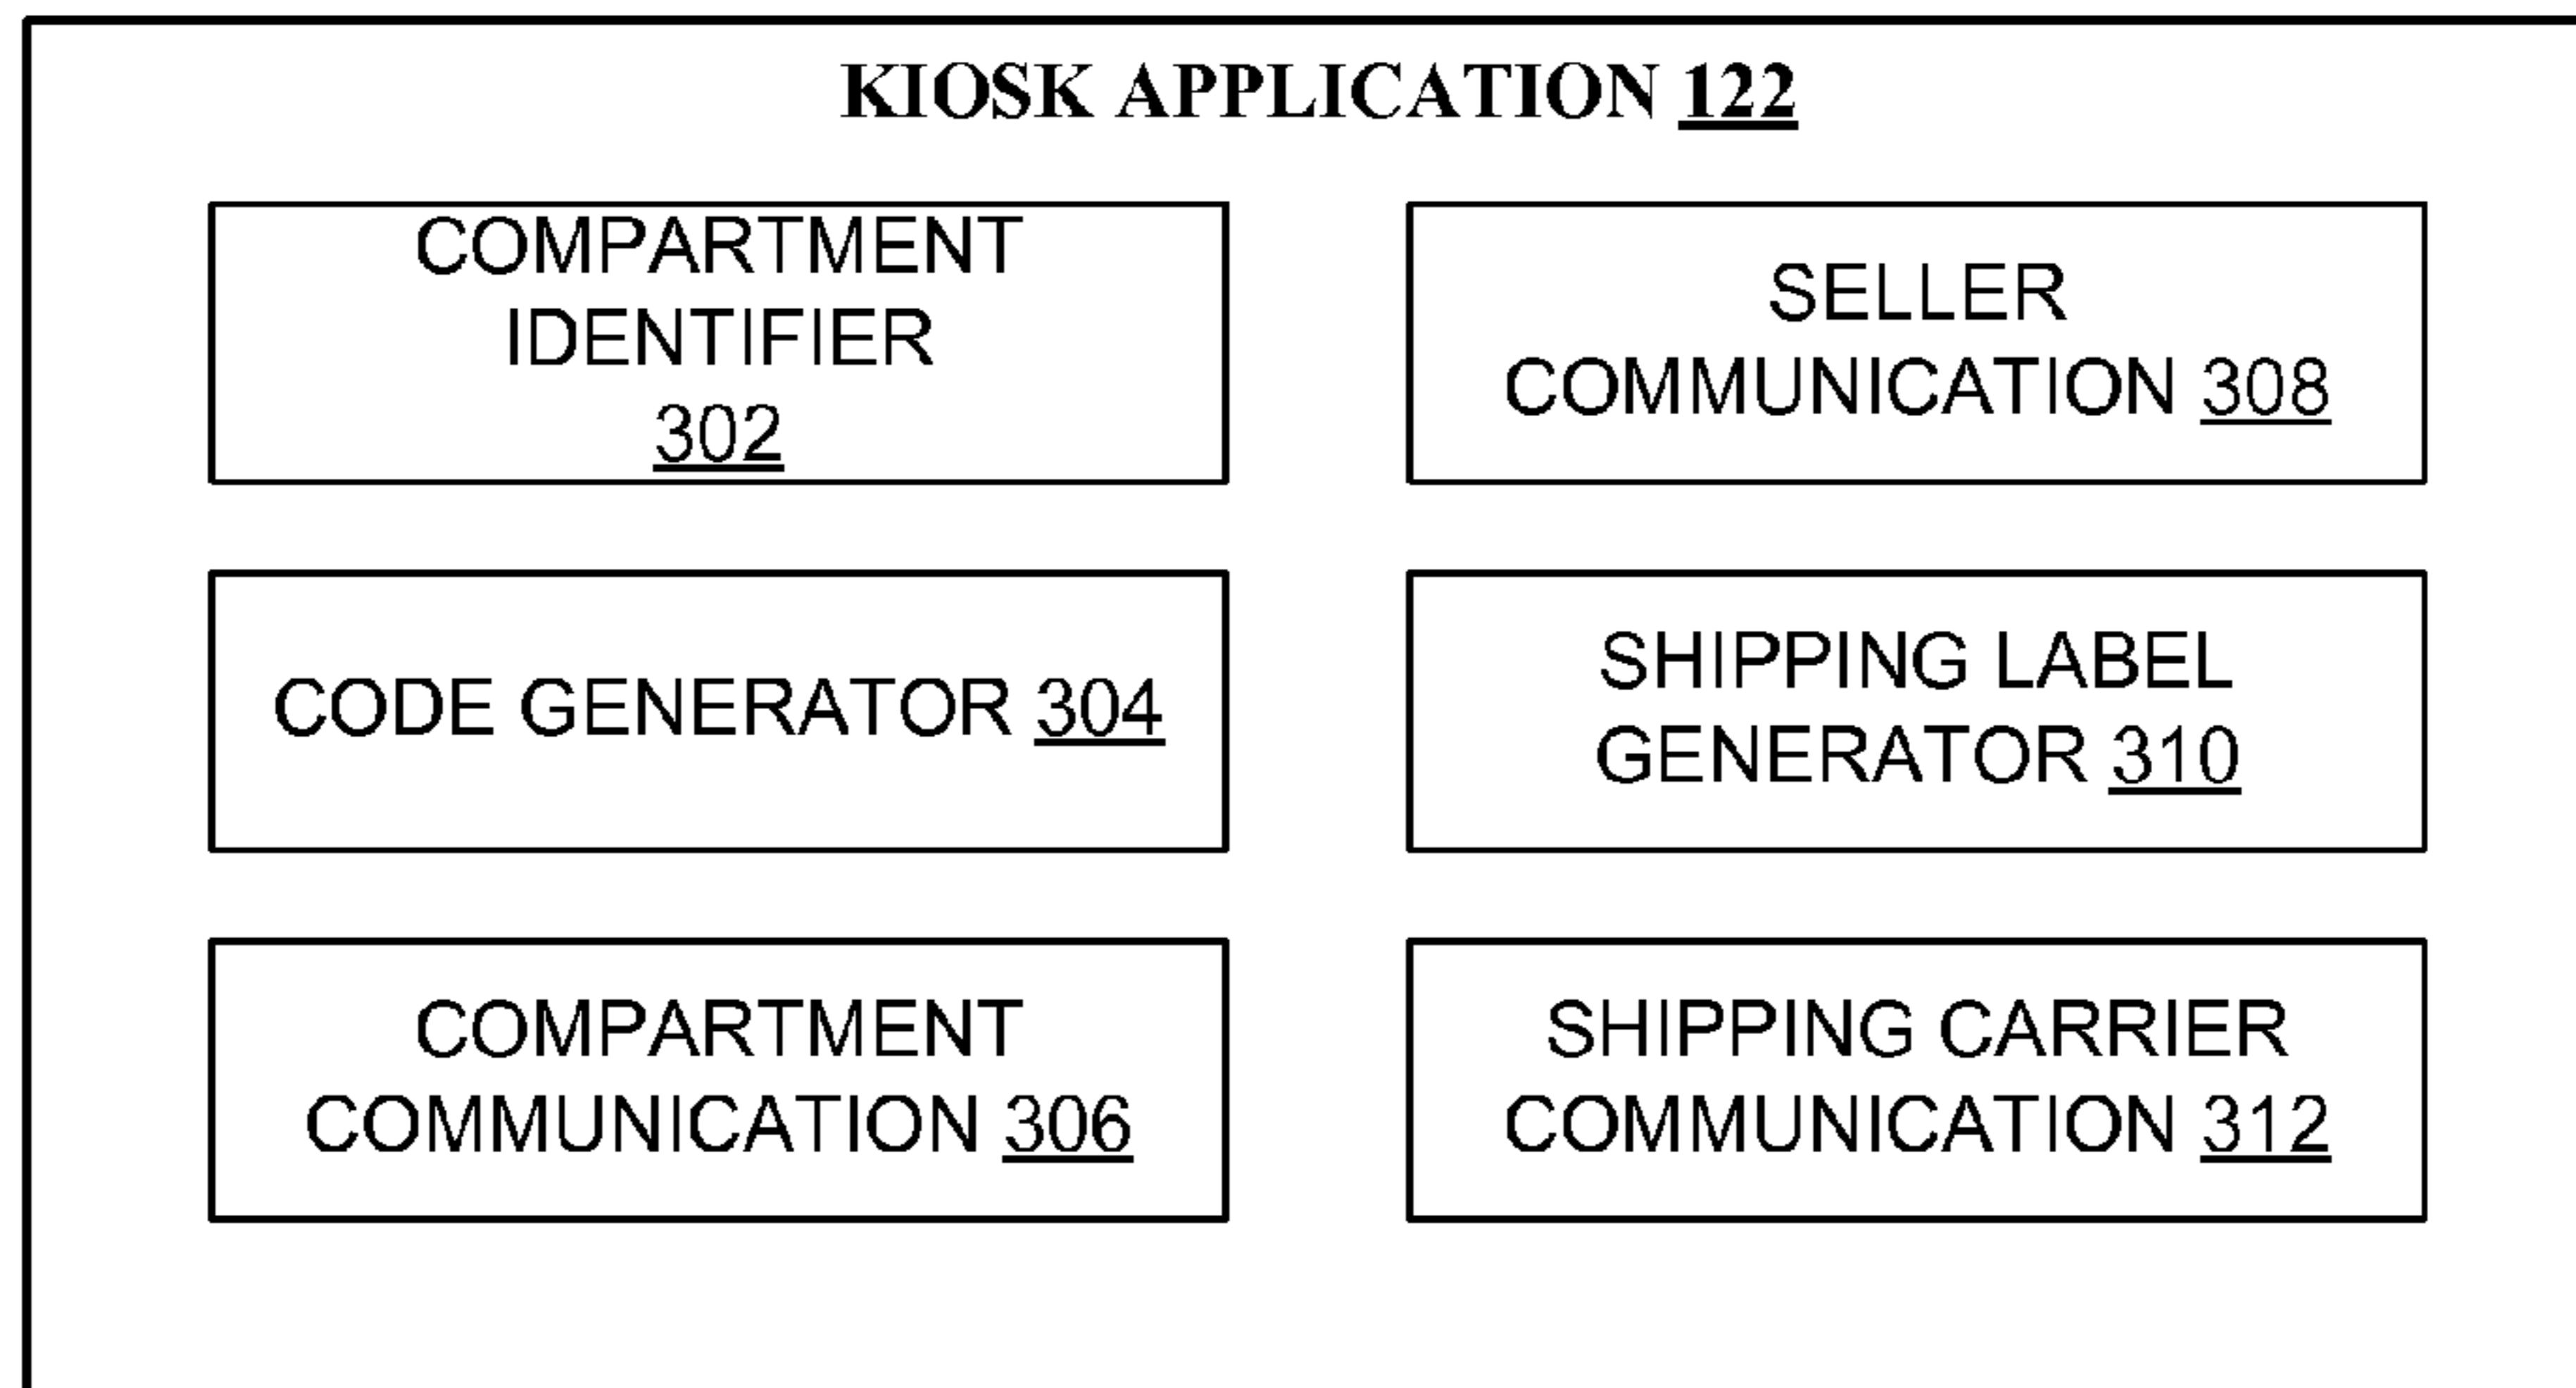 KIOSK APPLICATION 122
COMPARTMENT
IDENTIFIER
302
SELLER
COMMUNICATION 308
CODE GENERATOR 304
SHIPPING LABEL
GENERATOR 310
COMPARTMENT
COMMUNICATION 306
SHIPPING CARRIER
COMMUNICATION 312